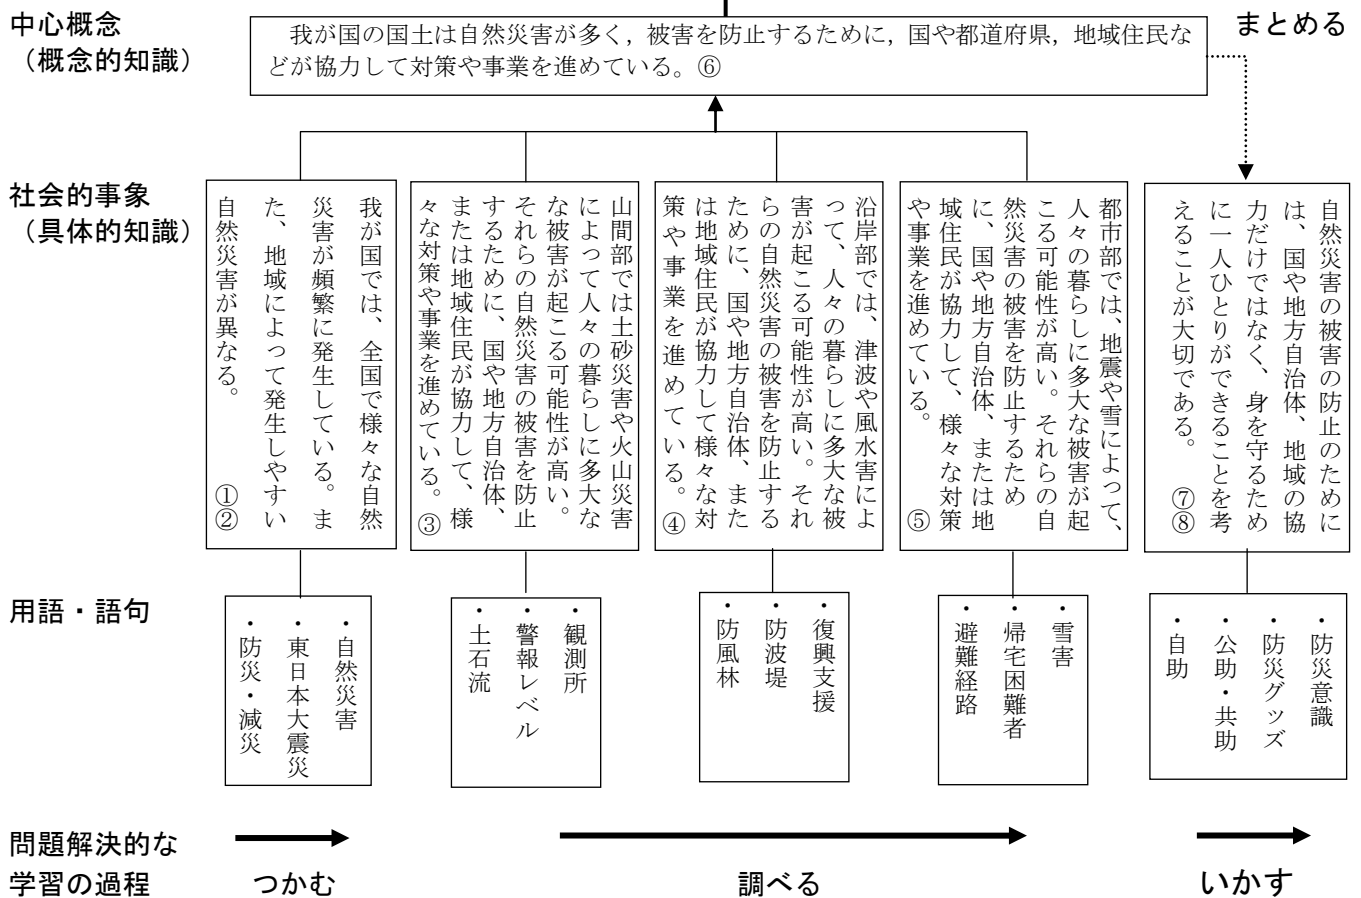 中心概念
（概念的知識）
我が国の国土は自然災害が多く，被害を防止するために，国や都道府県，地域住民な
どが協力して対策や事業を進めている。⑥
まとめる
社会的事象
（具体的知識）
我が国では、全国で様々な自然
災害が頻繁に発生している。ま
た、地域によって発生しやすい
自然災害が異なる。 ①②
山間部では土砂災害や火山災害
によって人々の暮らしに多大な
な被害が起こる可能性が高い。
それらの自然災害の被害を防止
するために、国や地方自治体、
または地域住民が協力して、様
々な対策や事業を進めている。③
沿岸部では、津波や風水害によ
って、人々の暮らしに多大な被
害が起こる可能性が高い。それ
らの自然災害の被害を防止する
ために、国や地方自治体、また
は地域住民が協力して様々な対
策や事業を進めている。④
都市部では、地震や雪によって、
人々の暮らしに多大な被害が起
こる可能性が高い。それらの自
然災害の被害を防止するため
に、国や地方自治体、または地
域住民が協力して、様々な対策
や事業を進めている。 ⑤
自然災害の被害の防止のために
は、国や地方自治体、地域の協
力だけではなく、身を守るため
に一人ひとりができることを考
えることが大切である。 ⑦⑧
用語・語句
・自然災害
・東日本大震災
・防災・減災
・観測所
・警報レベル
・土石流
・復興支援
・防波堤
・防風林
・雪害
・帰宅困難者
・避難経路
・防災意識
・防災グッズ
・公助・共助
・自助
問題解決的な
学習の過程
つかむ
調べる
いかす